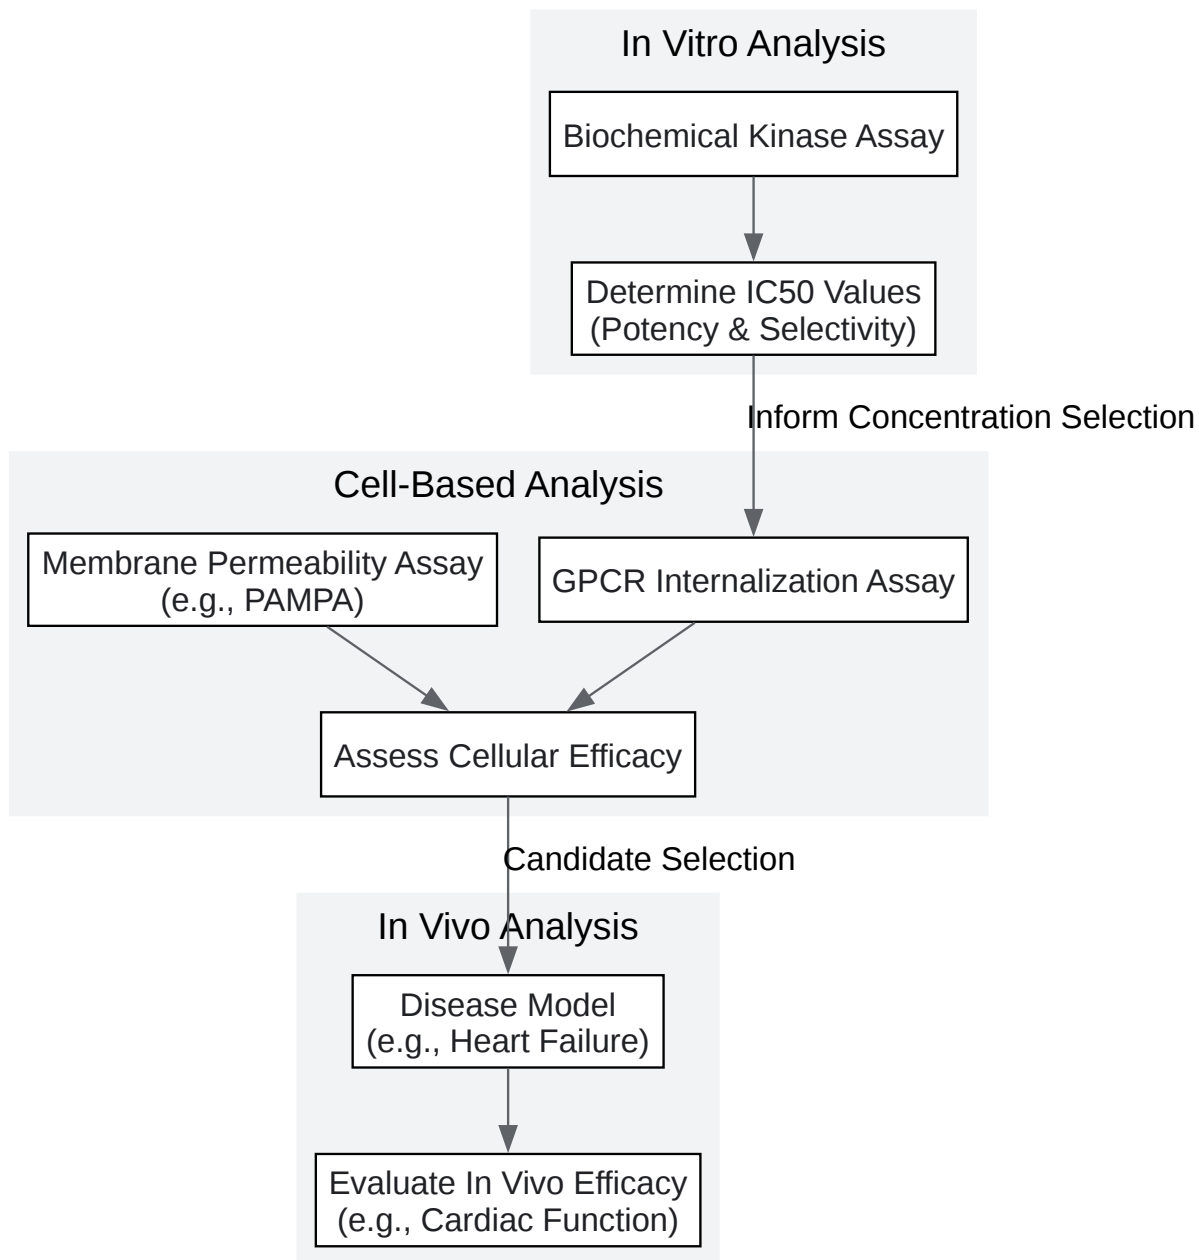 In Vitro Analysis
Biochemical Kinase Assay
Determine IC50 Values
(Potency & Selectivity)
Inform Concentration Selection
Cell-Based Analysis
Membrane Permeability Assay
(e.g., PAMPA)
GPCR Internalization Assay
Assess Cellular Efficacy
Candidate Selection
In Vivo Analysis
Disease Model
(e.g., Heart Failure)
Evaluate In Vivo Efficacy
(e.g., Cardiac Function)